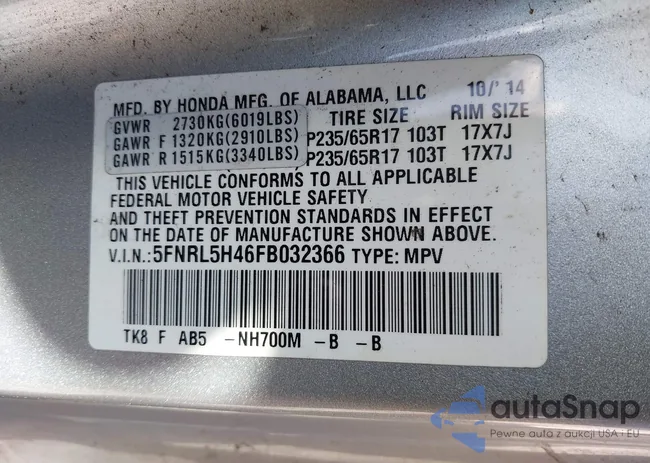 MFD. BY HONDA MFG. OF ALABAMA, LLC 10/'14
GVWR 2730KG(6019LBS) TIRE SIZE RIM SIZE
GAWR F 1320KG(2910LBS) P235/65R17 103T 17X7J
GAWR R 1515KG(3340LBS) P235/65R17 103T 17X7J
THIS VEHICLE CONFORMS TO ALL APPLICABLE
FEDERAL MOTOR VEHICLE SAFETY
AND THEFT PREVENTION STANDARDS IN EFFECT
ON THE DATE OF MANUFACTURE SHOWN ABOVE.
V.I.N.:5FNRL5H46FB032366 TYPE: MPV
TK8 F AB5 -NH700M -B -B
autaSnap
Pewne auta z aukcji USA i EU